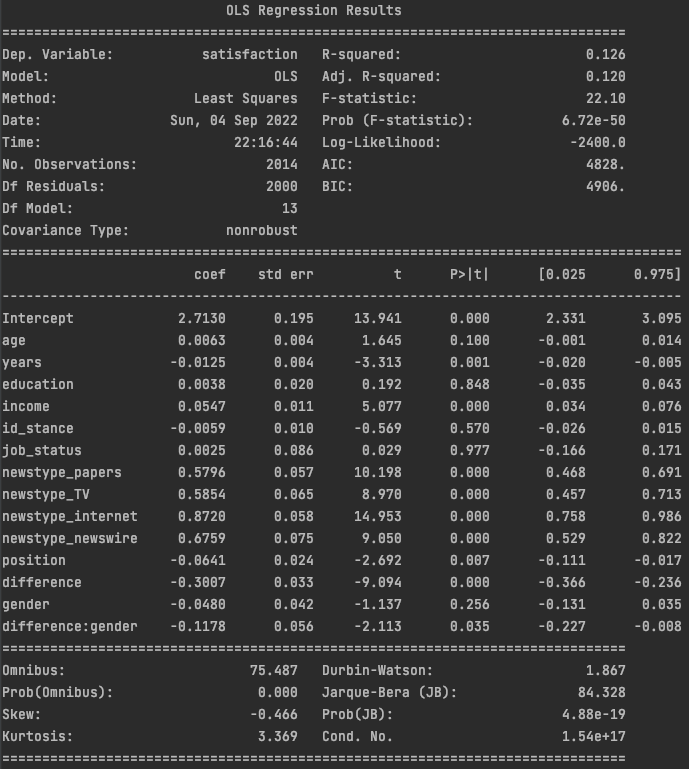 OLS Regression Results
==============================================================================
Dep. Variable:           satisfaction   R-squared:                       0.126
Model:                            OLS   Adj. R-squared:                  0.120
Method:                 Least Squares   F-statistic:                     22.10
Date:                Sun, 04 Sep 2022   Prob (F-statistic):           6.72e-50
Time:                        22:16:44   Log-Likelihood:                -2400.0
No. Observations:                2014   AIC:                             4828.
Df Residuals:                    2000   BIC:                             4906.
Df Model:                          13
Covariance Type:            nonrobust
=====================================================================================
                        coef    std err          t      P>|t|      [0.025      0.975]
-------------------------------------------------------------------------------------
Intercept             2.7130      0.195     13.941      0.000       2.331       3.095
age                   0.0063      0.004      1.645      0.100      -0.001       0.014
years                -0.0125      0.004     -3.313      0.001      -0.020      -0.005
education             0.0038      0.020      0.192      0.848      -0.035       0.043
income                0.0547      0.011      5.077      0.000       0.034       0.076
id_stance            -0.0059      0.010     -0.569      0.570      -0.026       0.015
job_status            0.0025      0.086      0.029      0.977      -0.166       0.171
newstype_papers       0.5796      0.057     10.198      0.000       0.468       0.691
newstype_TV           0.5854      0.065      8.970      0.000       0.457       0.713
newstype_internet     0.8720      0.058     14.953      0.000       0.758       0.986
newstype_newswire     0.6759      0.075      9.050      0.000       0.529       0.822
position             -0.0641      0.024     -2.692      0.007      -0.111      -0.017
difference           -0.3007      0.033     -9.094      0.000      -0.366      -0.236
gender               -0.0480      0.042     -1.137      0.256      -0.131       0.035
difference:gender    -0.1178      0.056     -2.113      0.035      -0.227      -0.008
==============================================================================
Omnibus:                       75.487   Durbin-Watson:                   1.867
Prob(Omnibus):                  0.000   Jarque-Bera (JB):               84.328
Skew:                          -0.466   Prob(JB):                     4.88e-19
Kurtosis:                       3.369   Cond. No.                     1.54e+17
==============================================================================